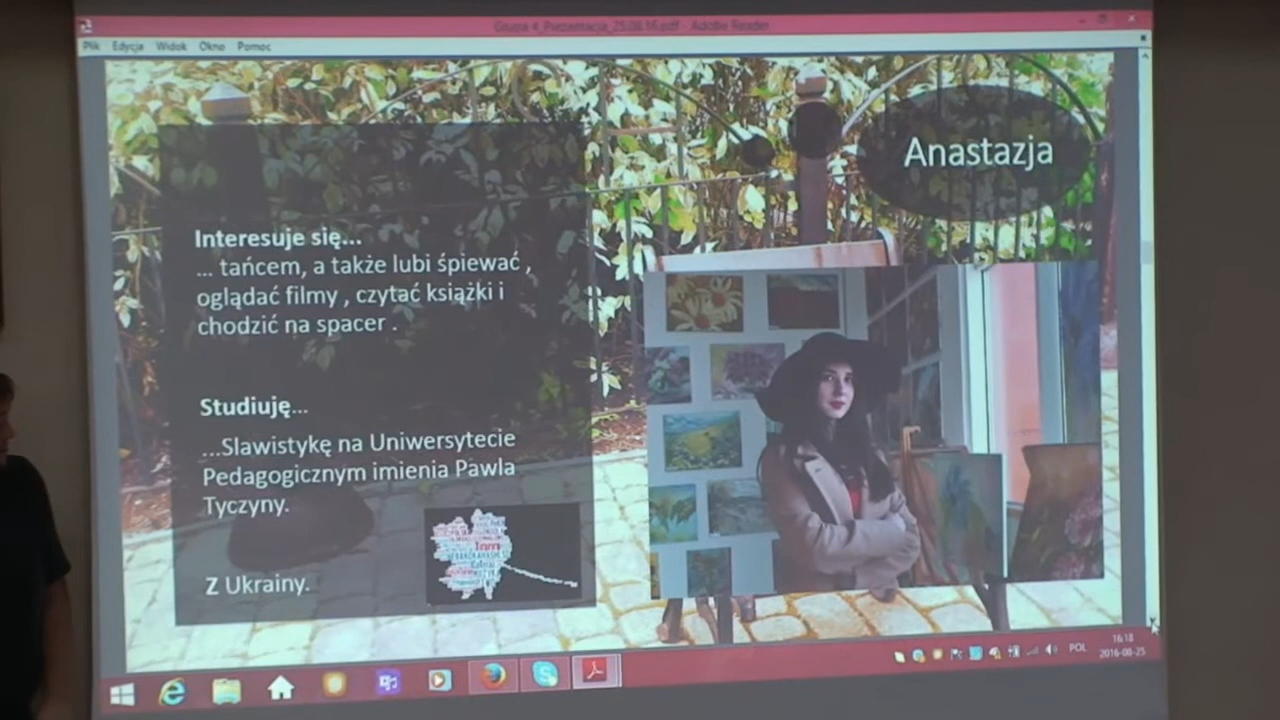 Grupa 4_Prezentacja_25.08.16.pdf - Adobe Reader
Plik Edycja Widok Okno Pomoc
Anastazja
Interesuje się...
... tańcem, a także lubi śpiewać ,
oglądać filmy , czytać książki i
chodzić na spacer .
Studiuję...
...Slawistykę na Uniwersytecie
Pedagogicznym imienia Pawla
Tyczyny.
Z Ukrainy.
POL
16:18
2016-08-25